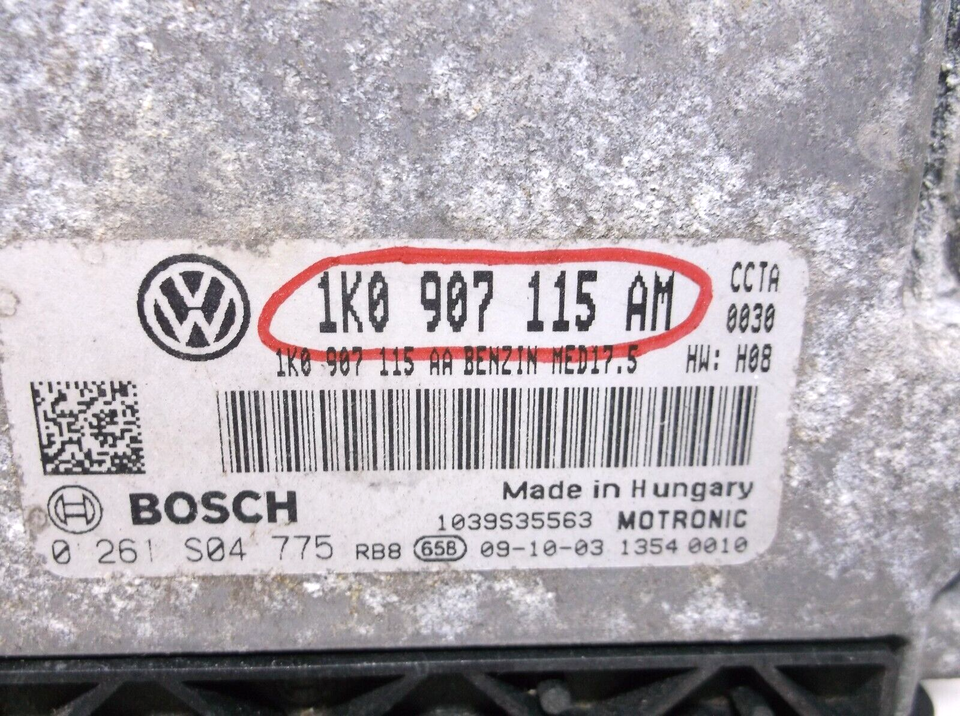 1K0 907 115 AM
CCTA
0030
1K0 907 115 AA BENZIN MED17.5
HW: H08
BOSCH
Made in Hungary
1039S35563 MOTRONIC
0 261 S04 775 RB8 65B 09-10-03 1354 0010